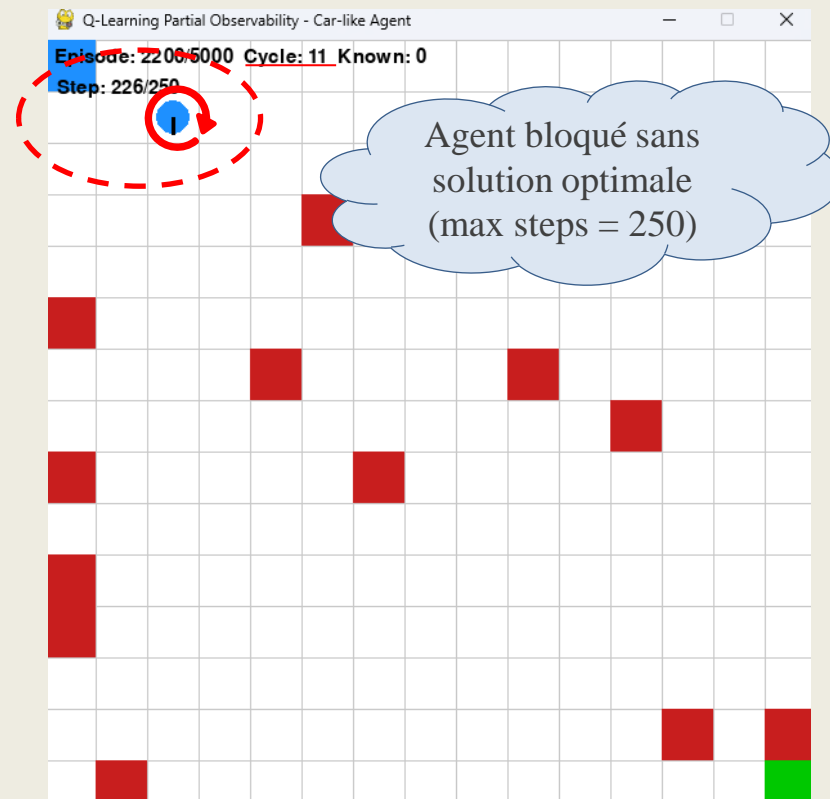 Q-Learning Partial Observability - Car-like Agent
Episode: 2200/5000 Cycle: 11 Known: 0
Step: 226/250
Agent bloqué sans
solution optimale
(max steps = 250)